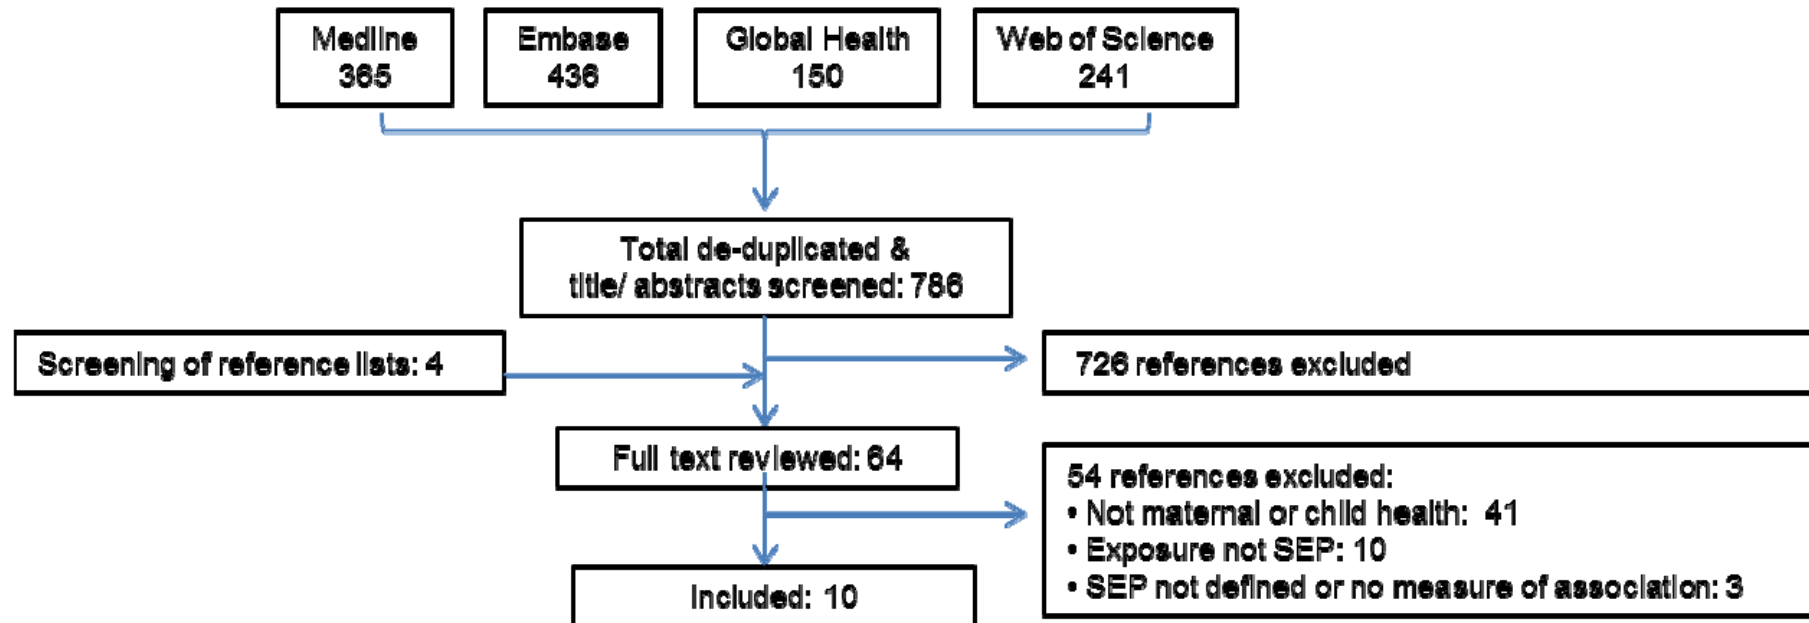 Medline
365
Embase
436
Global Health
150
Web of Science
241
Total de-duplicated &
title/ abstracts screened: 786
Screening of reference lists: 4
726 references excluded
Full text reviewed: 64
54 references excluded:
• Not maternal or child health: 41
• Exposure not SEP: 10
• SEP not defined or no measure of association: 3
Included: 10